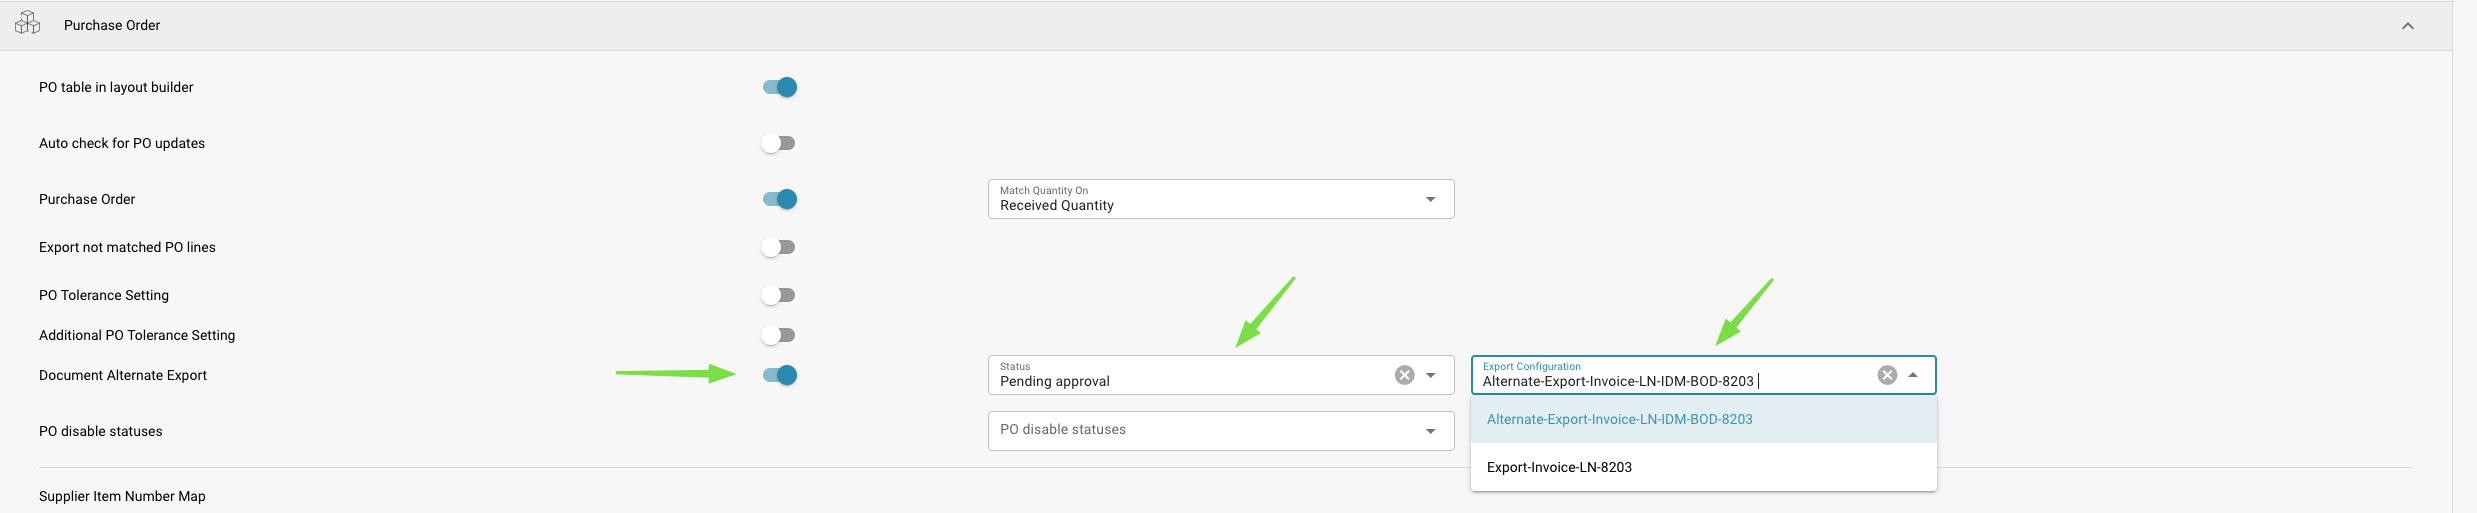 Purchase Order
PO table in layout builder
Auto check for PO updates
Purchase Order
Match Quantity On
Received Quantity
Export not matched PO lines
PO Tolerance Setting
Additional PO Tolerance Setting
Document Alternate Export
Status
Pending approval
Export Configuration
Alternate-Export-Invoice-LN-IDM-BOD-8203
Alternate-Export-Invoice-LN-IDM-BOD-8203
Export-Invoice-LN-8203
PO disable statuses
PO disable statuses
Supplier Item Number Map